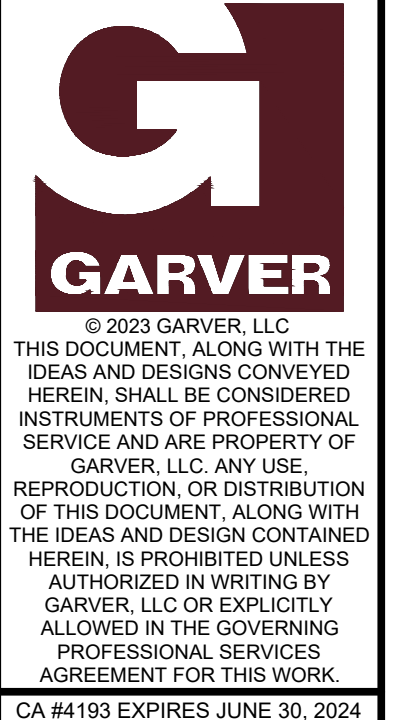 GARVER
© 2023 GARVER, LLC
THIS DOCUMENT, ALONG WITH THE
IDEAS AND DESIGNS CONVEYED
HEREIN, SHALL BE CONSIDERED
INSTRUMENTS OF PROFESSIONAL
SERVICE AND ARE PROPERTY OF
GARVER, LLC. ANY USE,
REPRODUCTION, OR DISTRIBUTION
OF THIS DOCUMENT, ALONG WITH
THE IDEAS AND DESIGN CONTAINED
HEREIN, IS PROHIBITED UNLESS
AUTHORIZED IN WRITING BY
GARVER, LLC OR EXPLICITLY
ALLOWED IN THE GOVERNING
PROFESSIONAL SERVICES
AGREEMENT FOR THIS WORK.
CA #4193 EXPIRES JUNE 30, 2024